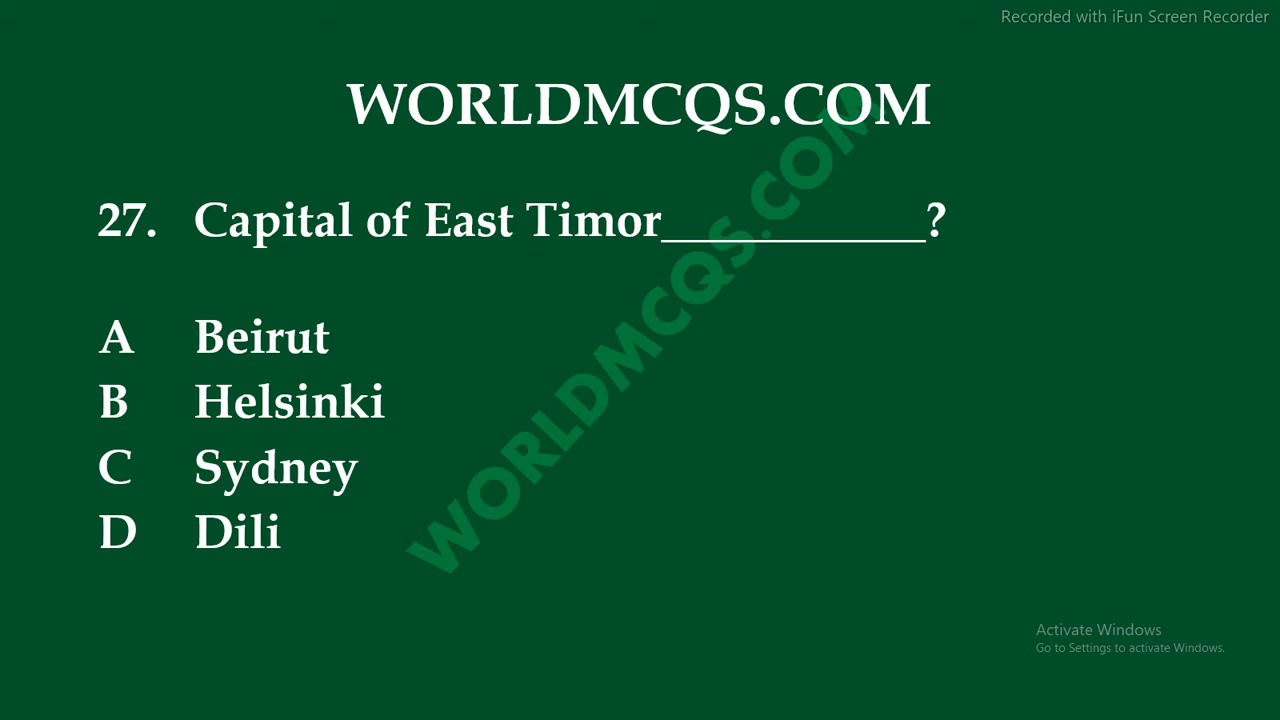 Recorded with iFun Screen Recorder
WORLDMCQS.COM
27. Capital of East Timor___________?
A Beirut
B Helsinki
C Sydney
D Dili
WORLDMCQS.COM
Activate Windows
Go to Settings to activate Windows.